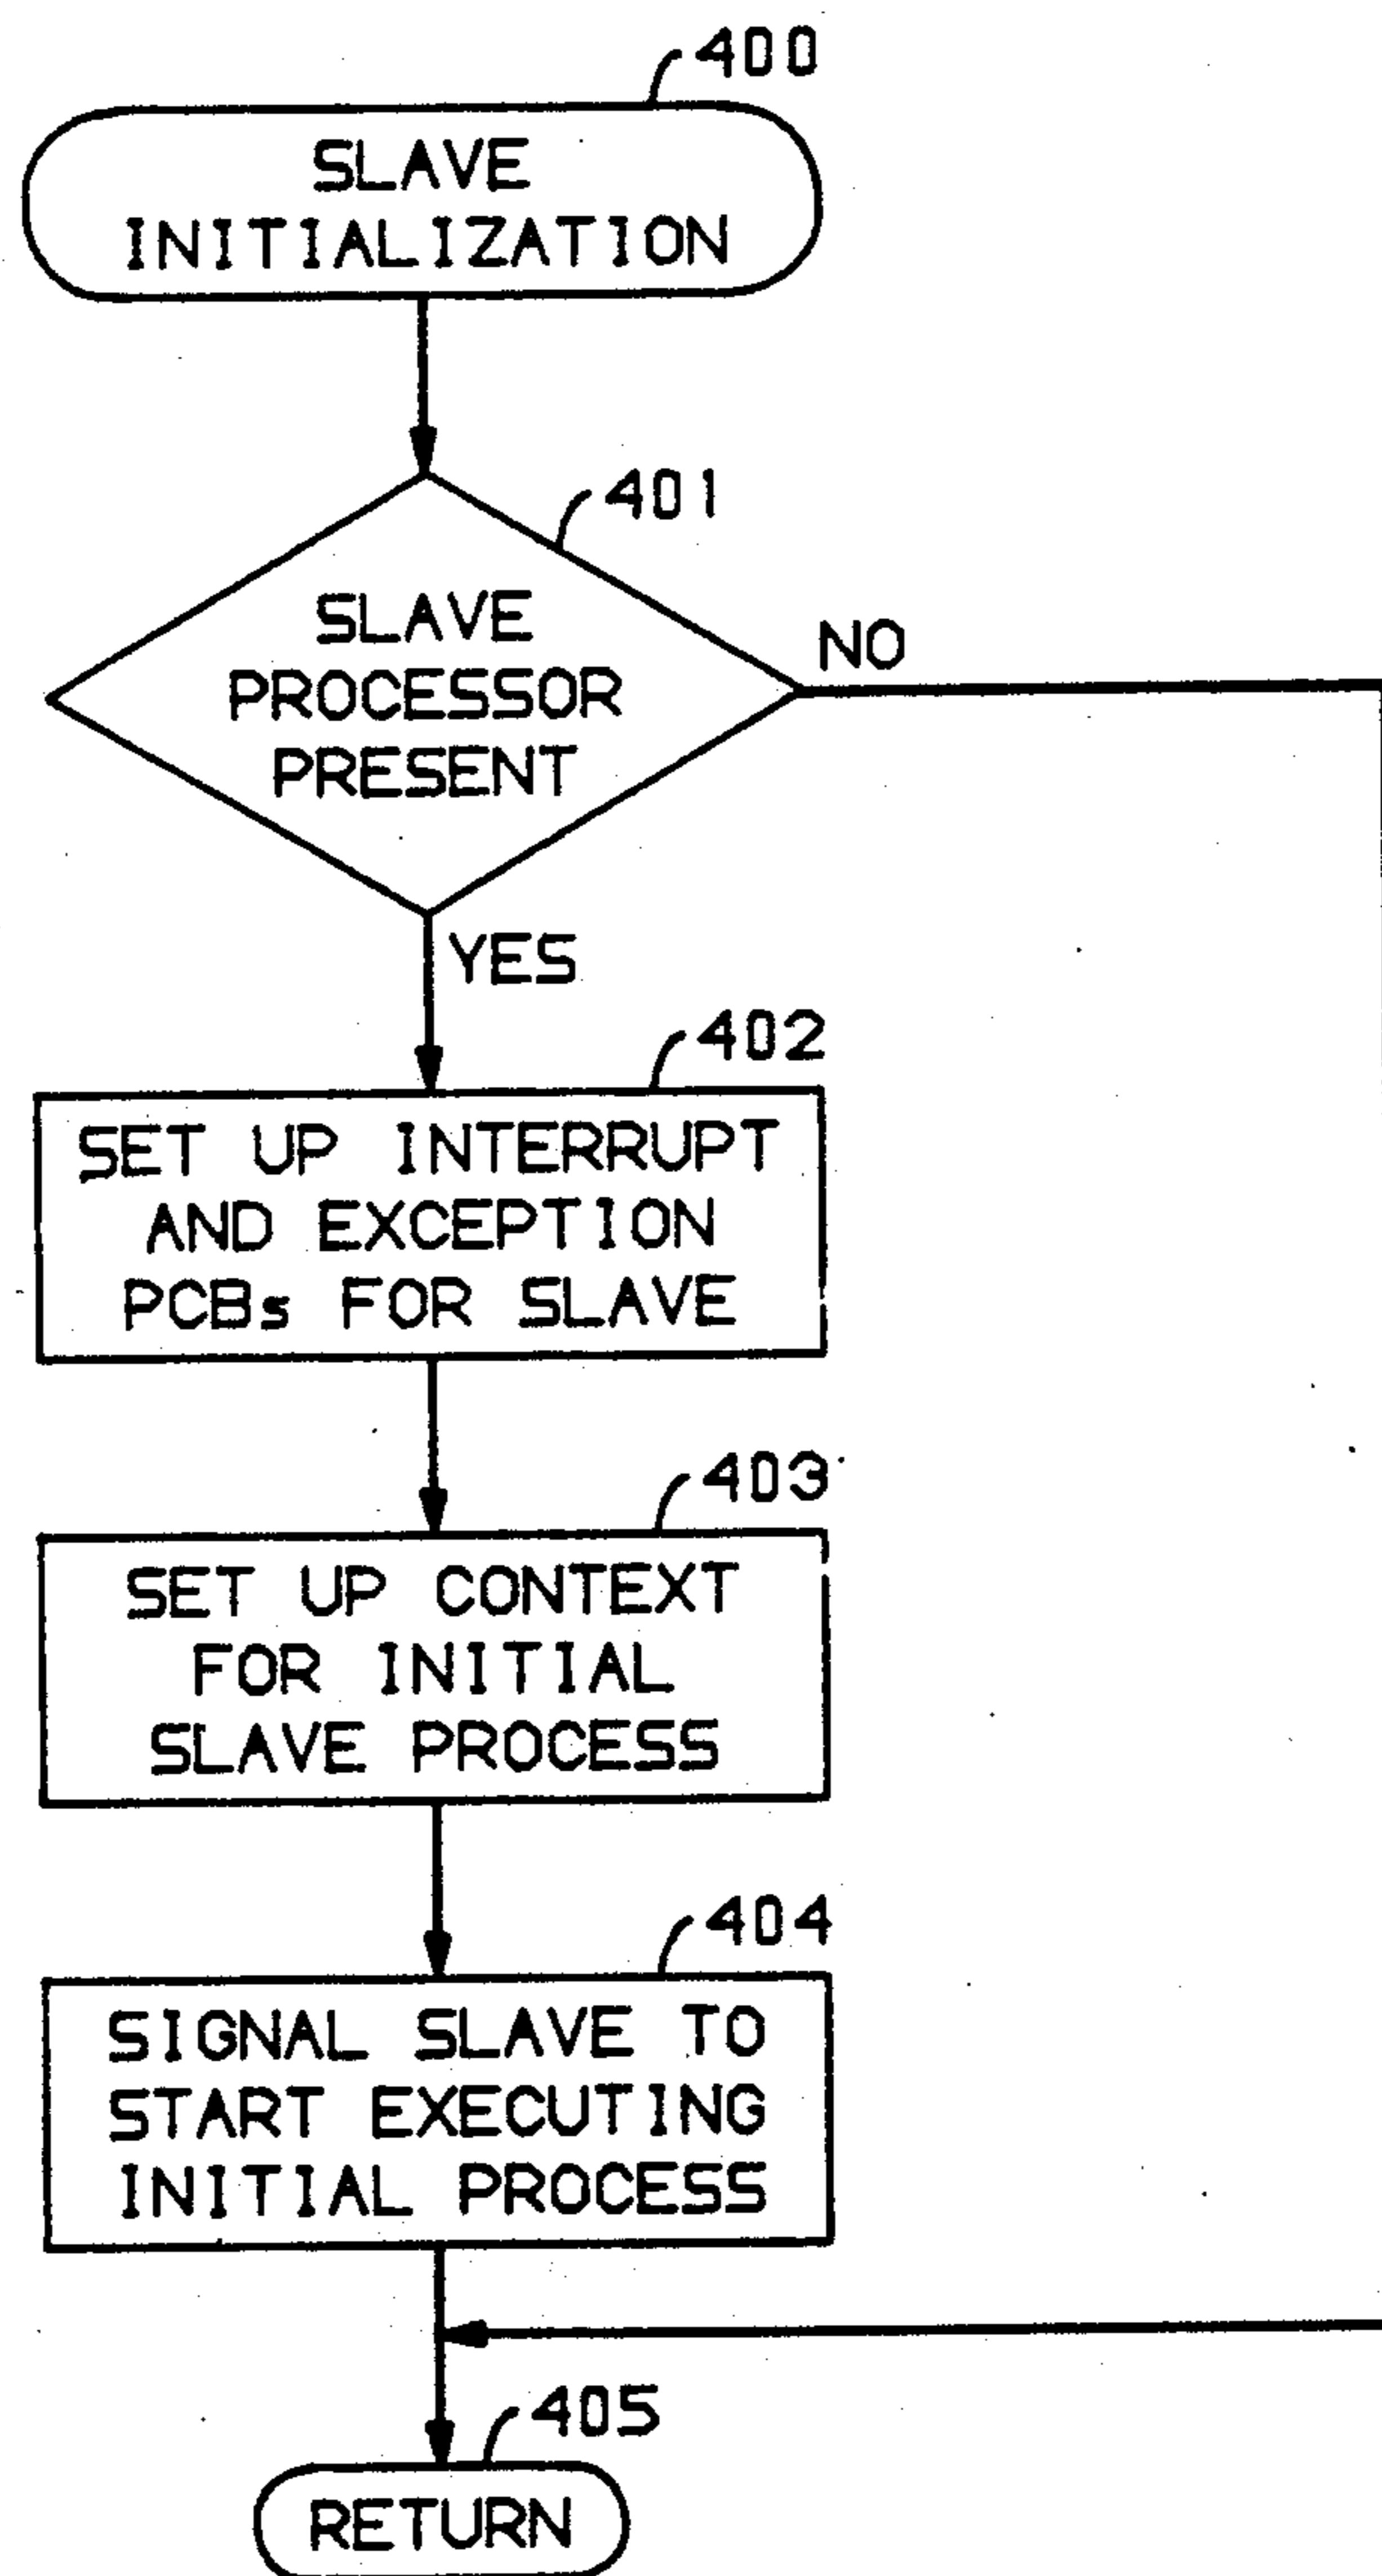 400
SLAVE
INITIALIZATION
401
SLAVE
PROCESSOR
PRESENT
NO
YES
402
SET UP INTERRUPT
AND EXCEPTION
PCBs FOR SLAVE
403
SET UP CONTEXT
FOR INITIAL
SLAVE PROCESS
404
SIGNAL SLAVE TO
START EXECUTING
INITIAL PROCESS
405
RETURN